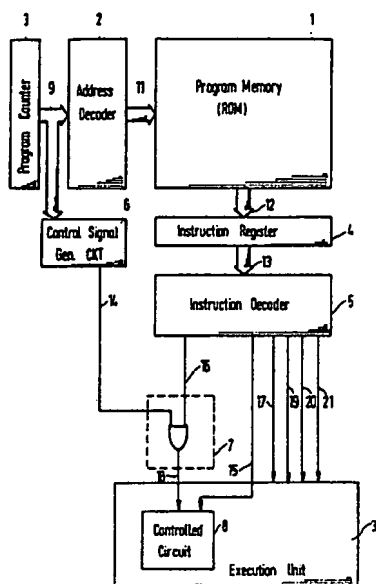 3
2
1
Program Counter
9
Address
Decoder
11
Program Memory
(ROM)
6
12
Control Signal
Gen. CKT
Instruction Register
4
13
14
Instruction Decoder
5
16
17
19
20
21
7
18
15
Controlled
Circuit
8
Execution Unit
3